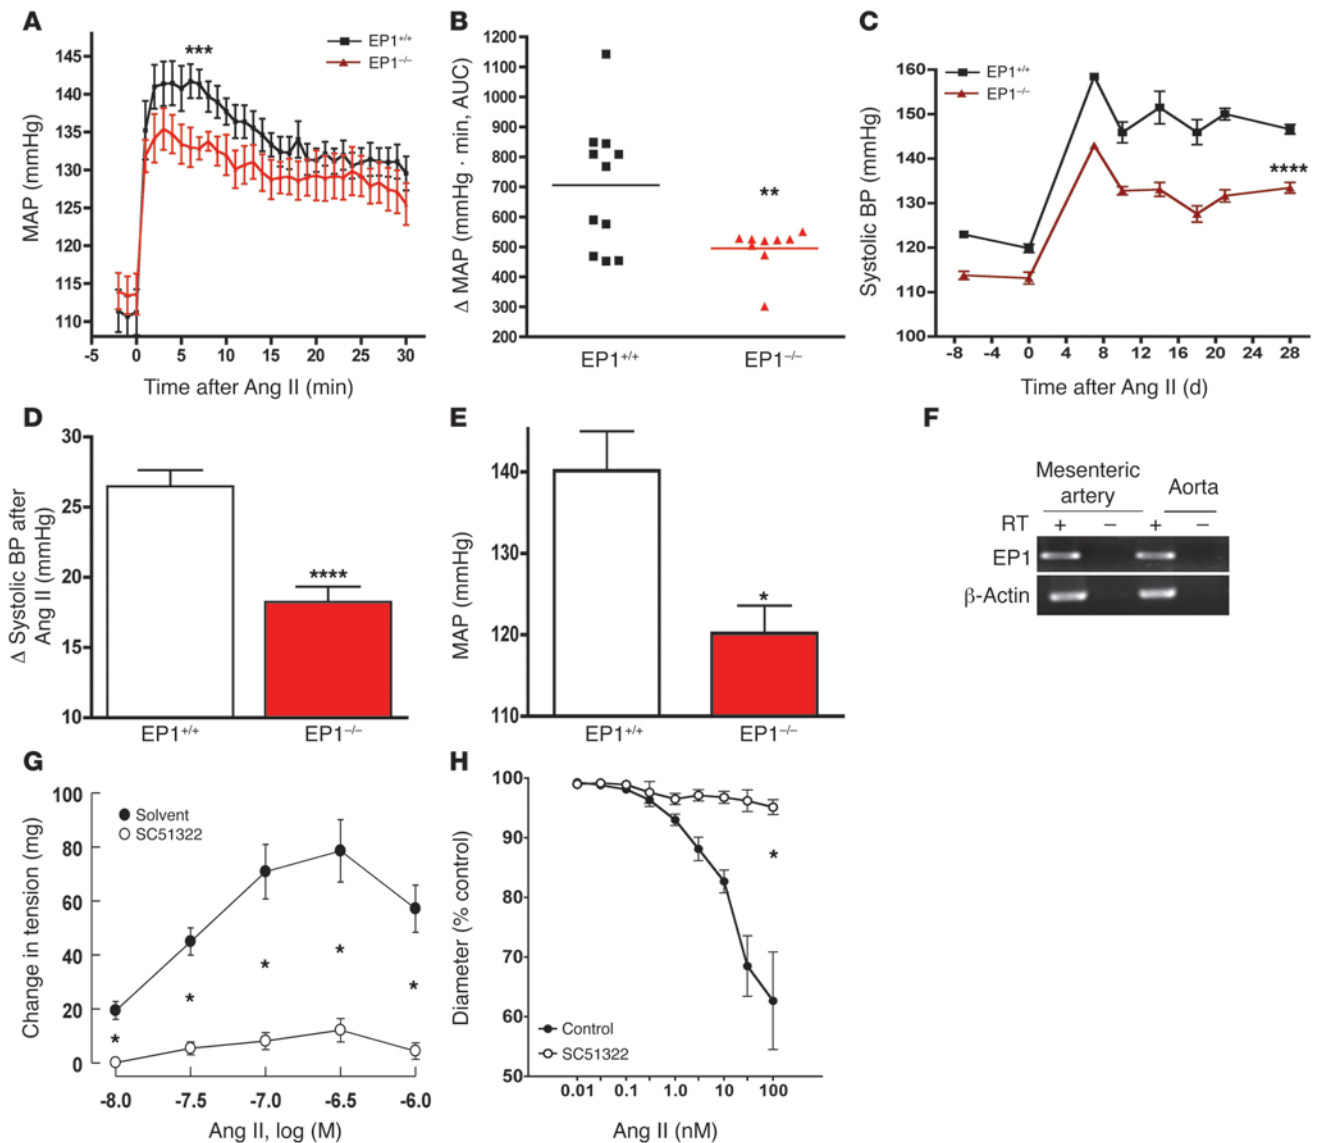 A
MAP (mmHg)
145
140
135
130
125
120
115
110
***
EP1+/+
EP1−/−
-5 0 5 10 15 20 25 30
Time after Ang II (min)
B
Δ MAP (mmHg · min, AUC)
1200
1100
1000
900
800
700
600
500
400
300
200
**
EP1+/+ EP1−/−
C
Systolic BP (mmHg)
160
150
140
130
120
110
100
EP1+/+
EP1−/−
****
-8 -4 0 4 8 12 16 20 24 28
Time after Ang II (d)
D
Δ Systolic BP after
Ang II (mmHg)
30
25
20
15
10
****
EP1+/+ EP1−/−
E
MAP (mmHg)
140
130
120
110
*
EP1+/+ EP1−/−
F
Mesenteric
artery
Aorta
RT + − + −
EP1
β-Actin
G
Change in tension (mg)
100
80
60
40
20
0
Solvent
SC51322
* * * * *
-8.0 -7.5 -7.0 -6.5 -6.0
Ang II, log (M)
H
Diameter (% control)
100
90
80
70
60
50
*
Control
SC51322
0.01 0.1 1.0 10 100
Ang II (nM)